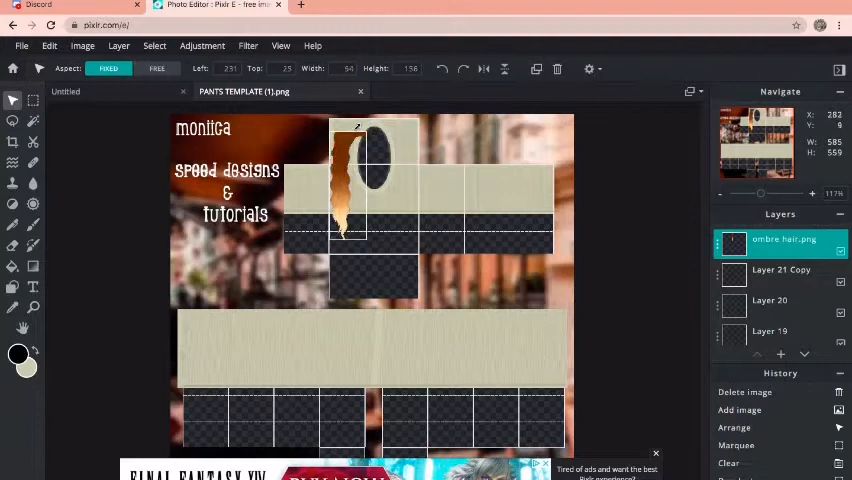 Discord
Photo Editor : Pixlr E - free ima
pixlr.com/e/
File Edit Image Layer Select Adjustment Filter View Help
Aspect: FIXED FREE Left: 231 Top: 25 Width: 94 Height: 156
Untitled
PANTS TEMPLATE (1).png
Navigate
X: 282
Y: 9
W: 585
H: 559
117%
moniica
speed designs
&
tutorials
Layers
ombre hair.png
Layer 21 Copy
Layer 20
Layer 19
History
Delete image
Add image
Arrange
Marquee
Clear
FINAL FANTASY XIV
Tired of ads and want the best
Pixlr experience?